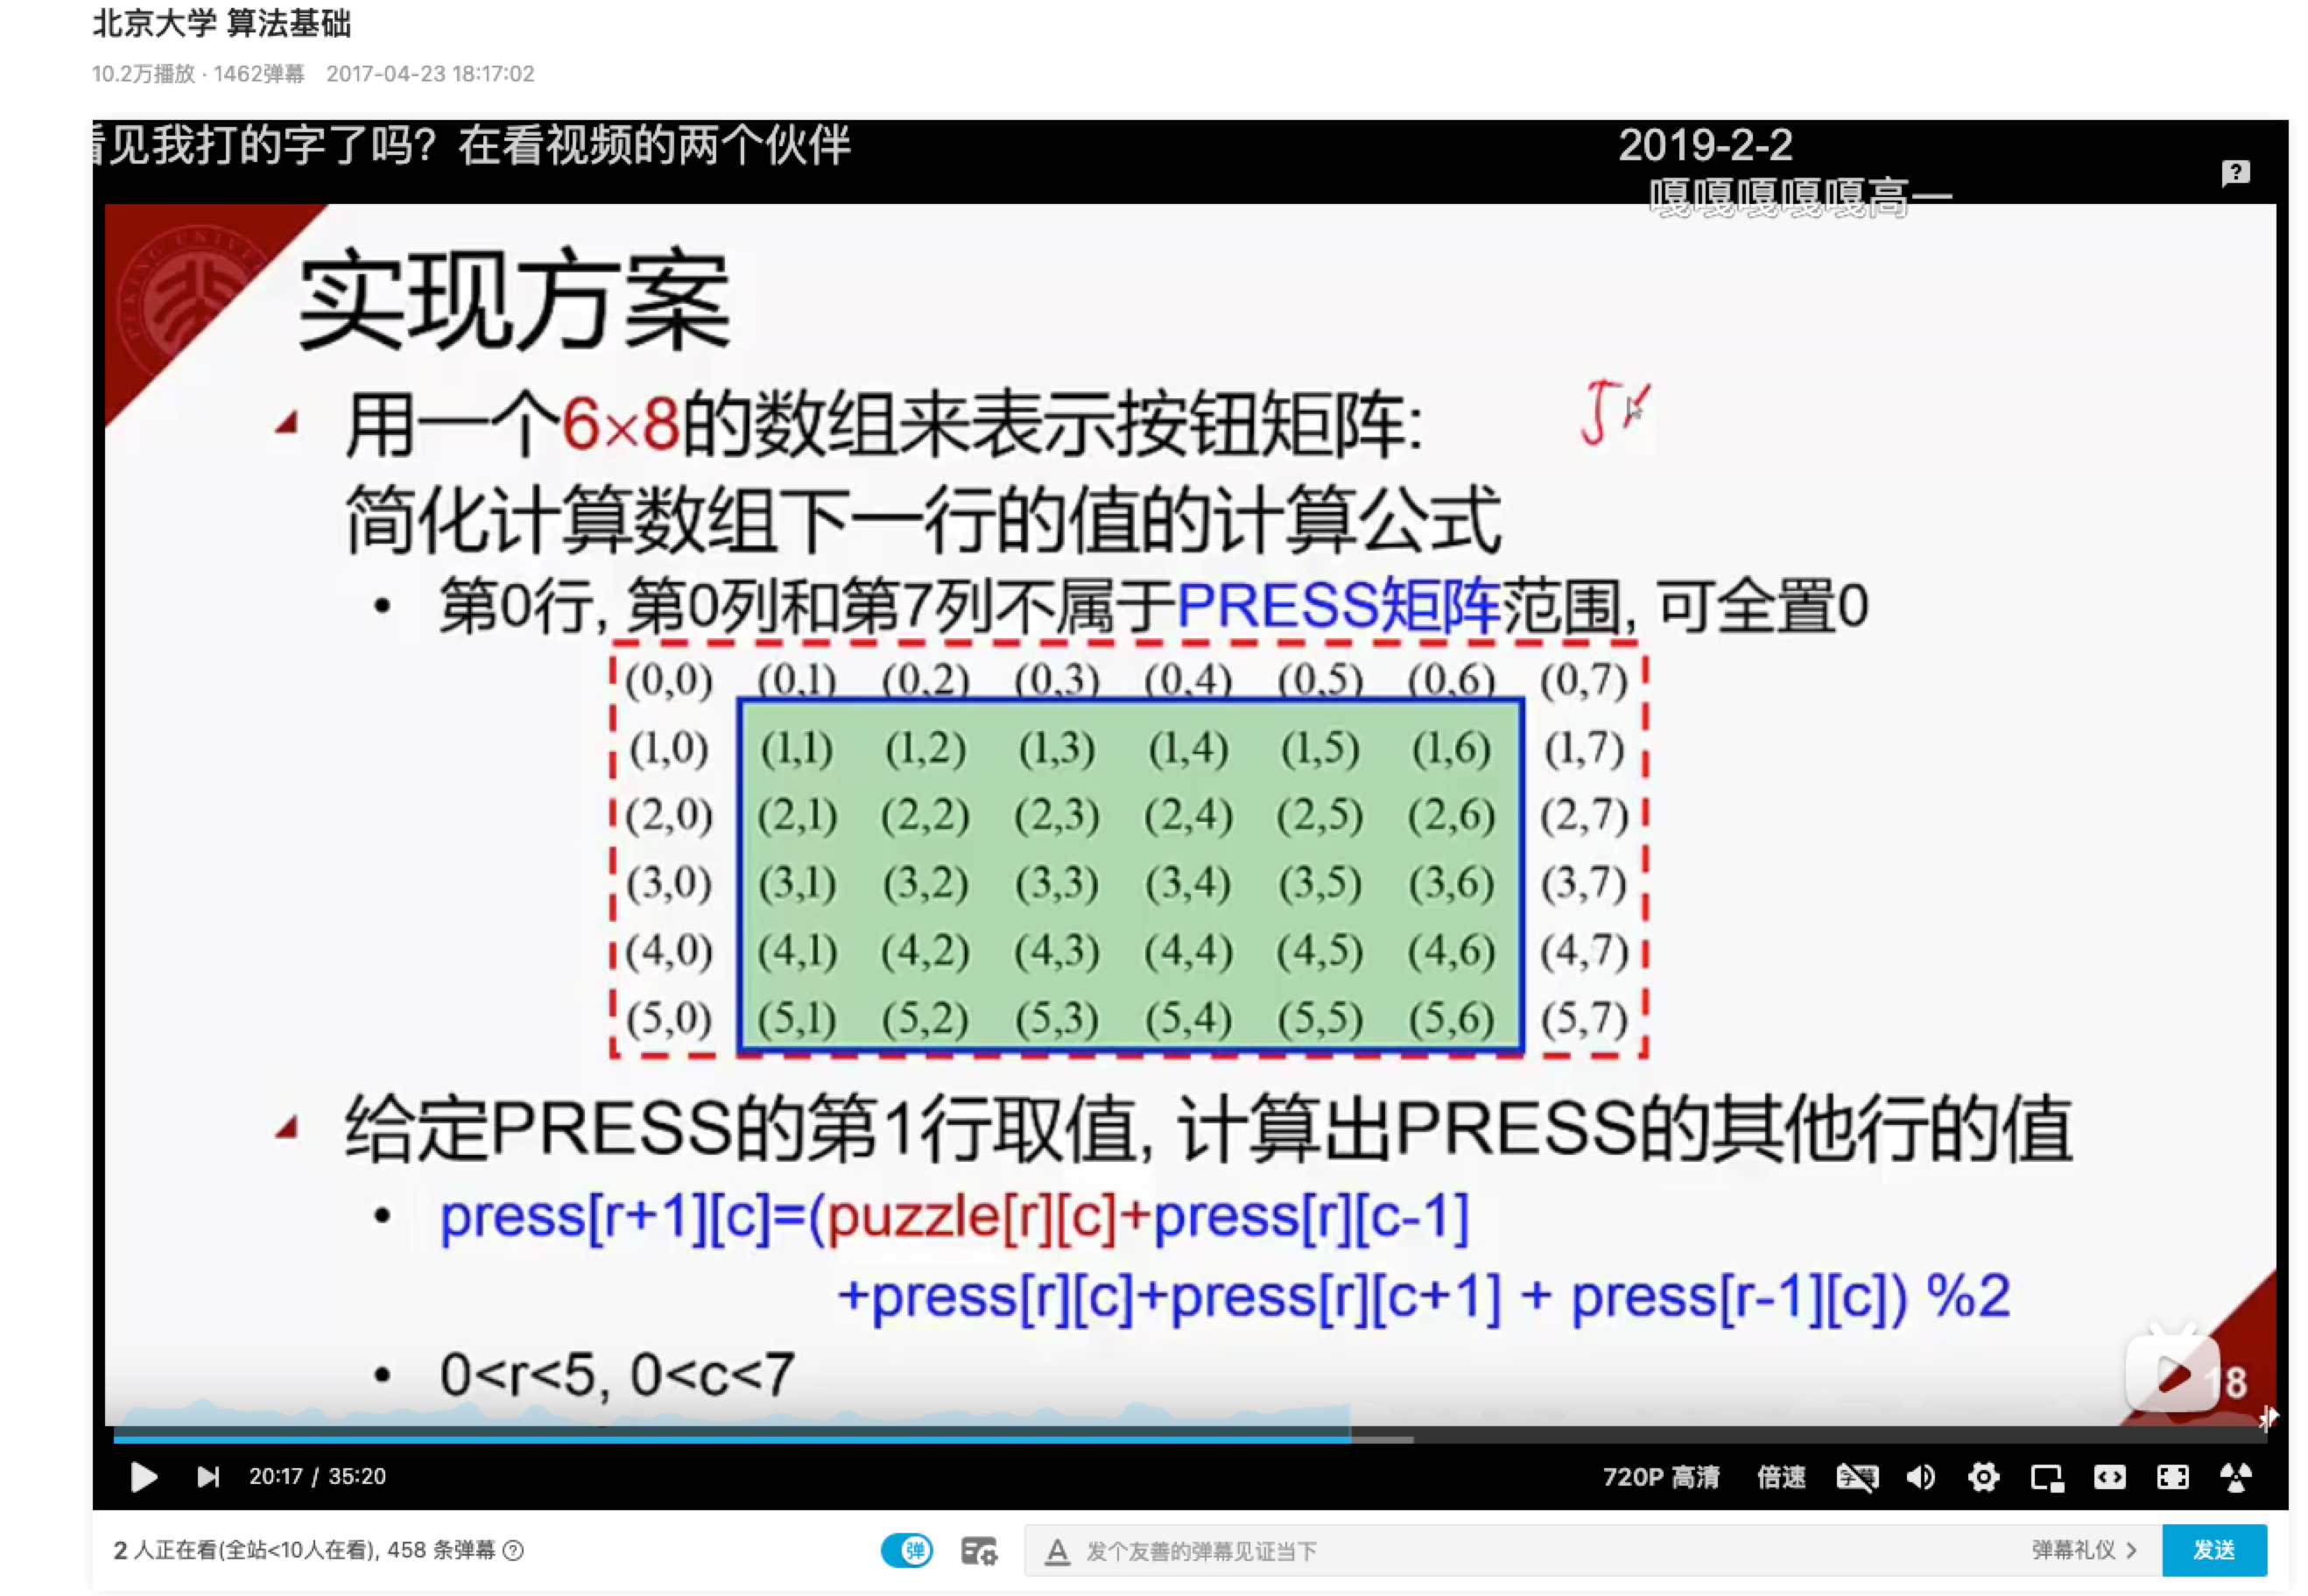 北京大学 算法基础
10.2万播放 · 1462弹幕 2017-04-23 18:17:02
看见我打的字了吗？在看视频的两个伙伴
2019-2-2
嘎嘎嘎嘎嘎高一
实现方案
用一个6×8的数组来表示按钮矩阵:
简化计算数组下一行的值的计算公式
• 第0行, 第0列和第7列不属于PRESS矩阵范围, 可全置0
(0,0) (0,1) (0,2) (0,3) (0,4) (0,5) (0,6) (0,7)
(1,0) (1,1) (1,2) (1,3) (1,4) (1,5) (1,6) (1,7)
(2,0) (2,1) (2,2) (2,3) (2,4) (2,5) (2,6) (2,7)
(3,0) (3,1) (3,2) (3,3) (3,4) (3,5) (3,6) (3,7)
(4,0) (4,1) (4,2) (4,3) (4,4) (4,5) (4,6) (4,7)
(5,0) (5,1) (5,2) (5,3) (5,4) (5,5) (5,6) (5,7)
给定PRESS的第1行取值, 计算出PRESS的其他行的值
• press[r+1][c]=(puzzle[r][c]+press[r][c-1]
+press[r][c]+press[r][c+1] + press[r-1][c]) %2
• 0<r<5, 0<c<7
18
20:17 / 35:20
720P 高清 倍速 字幕
2 人正在看(全站<10人在看), 458 条弹幕
弹
发个友善的弹幕见证当下
弹幕礼仪 >
发送